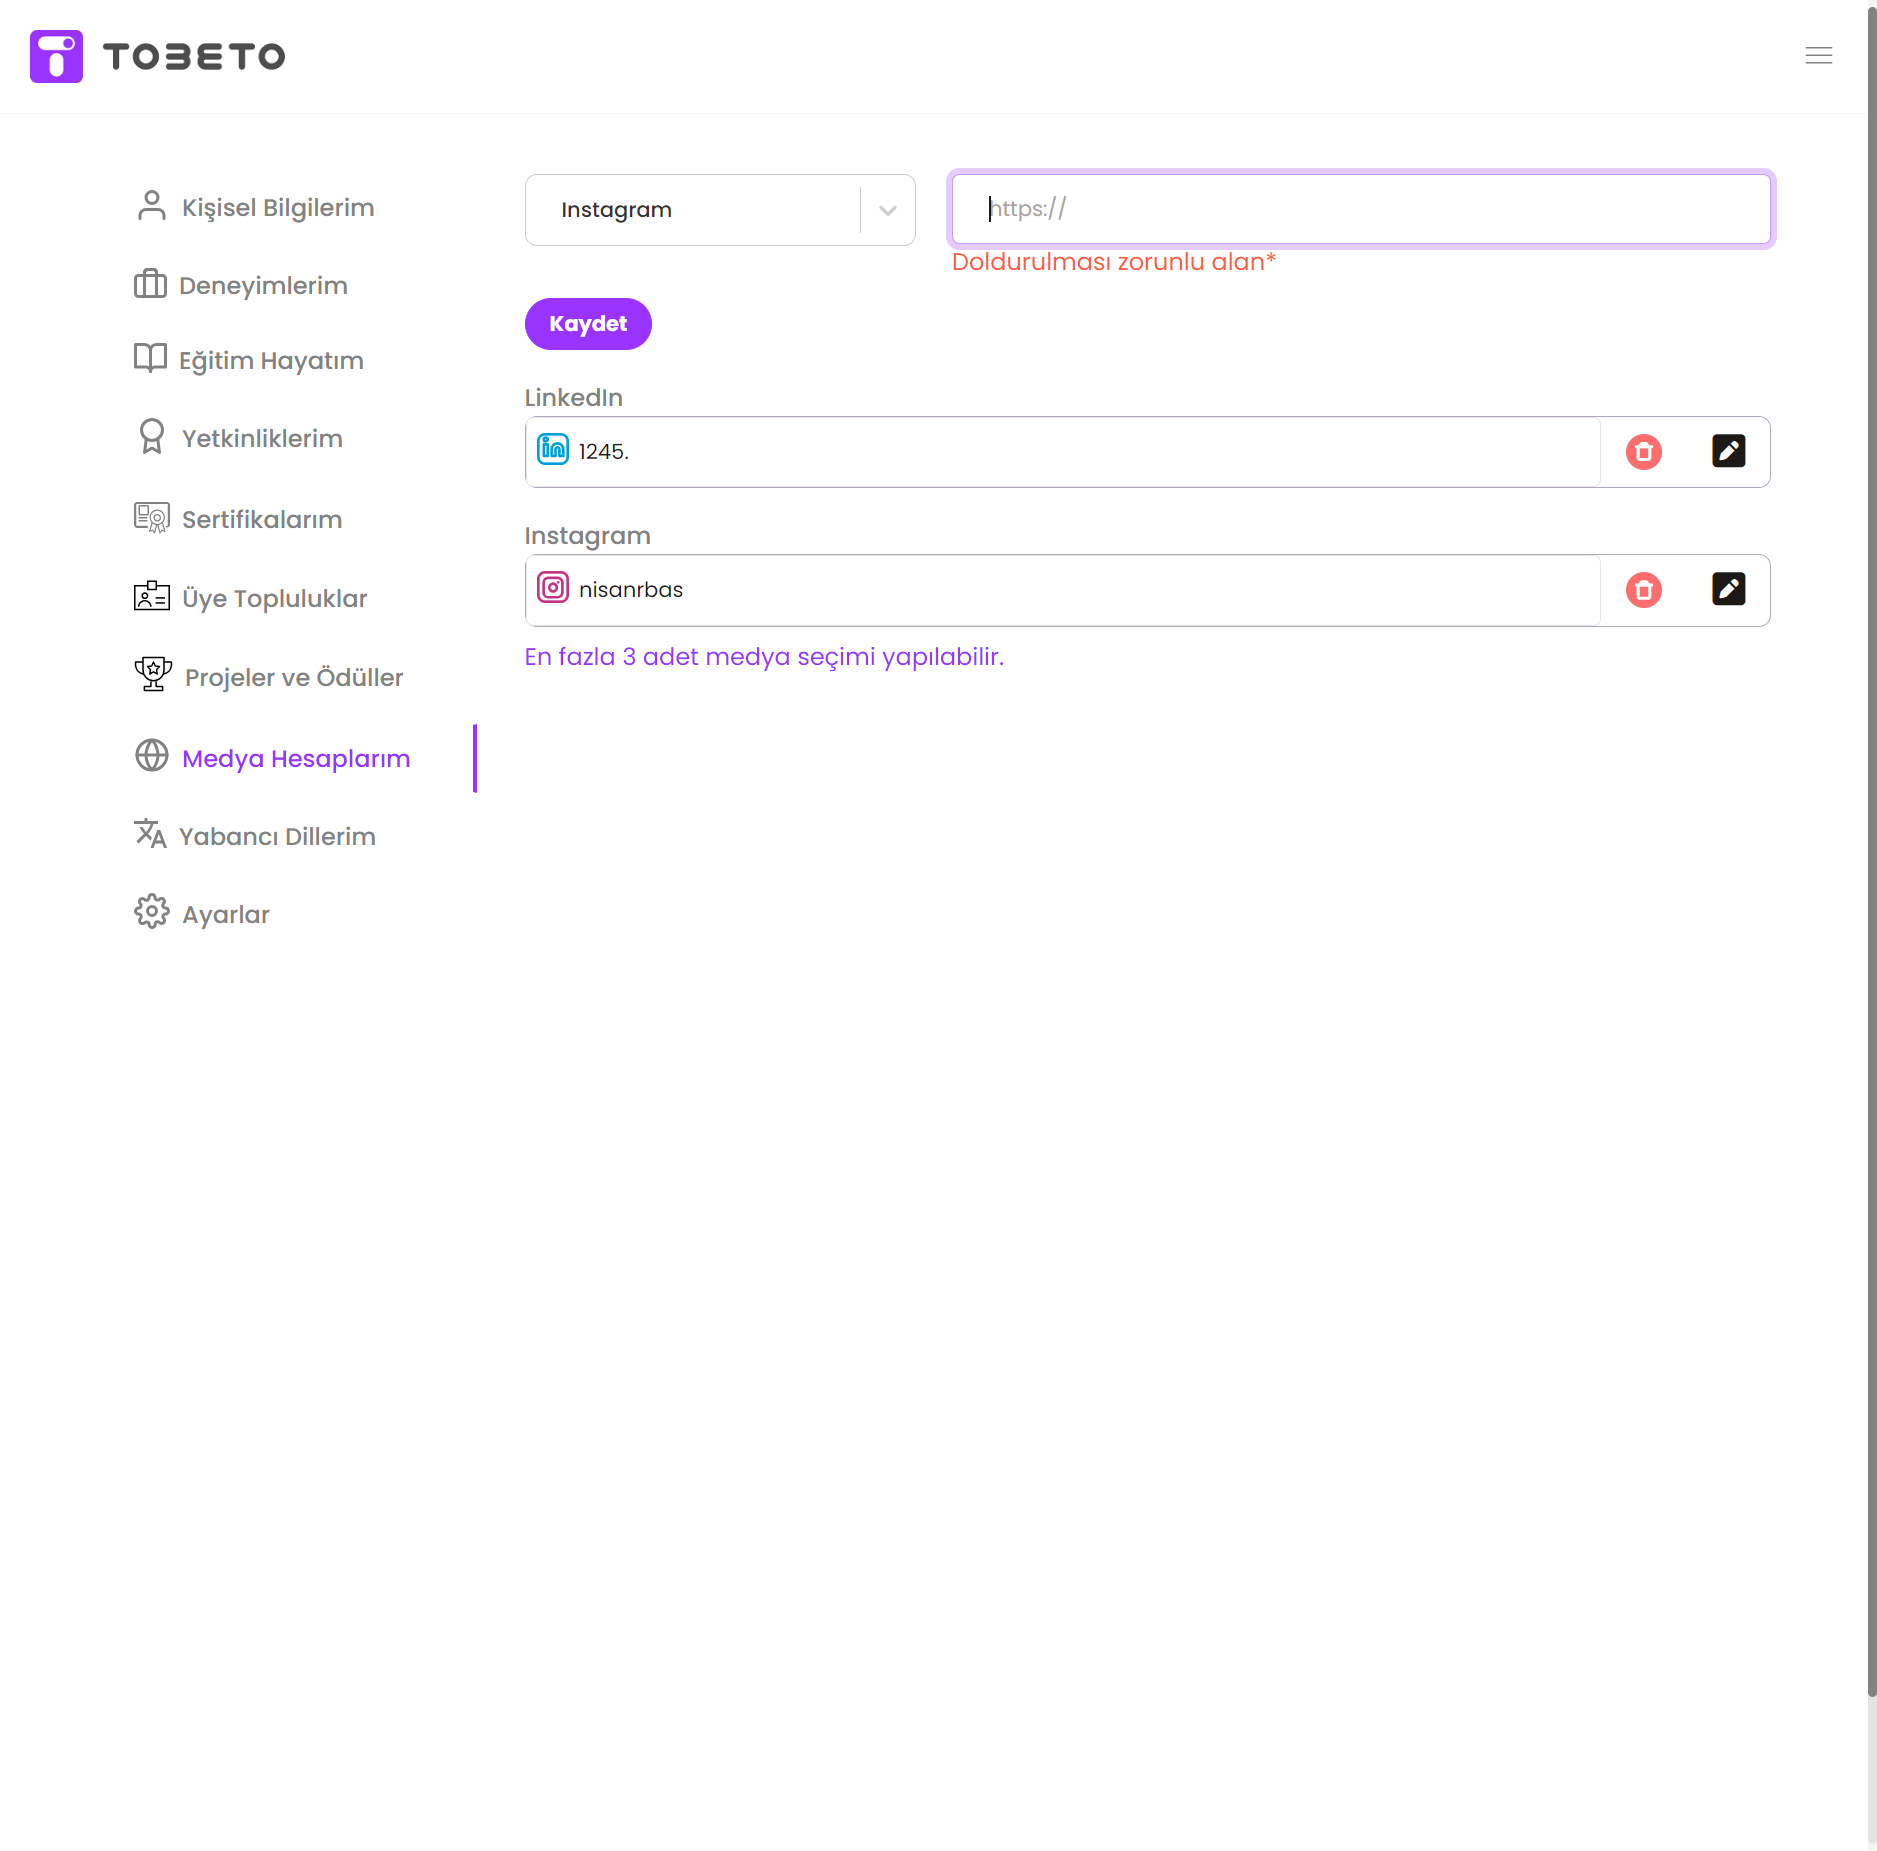 TOBETO
Kişisel Bilgilerim
Deneyimlerim
Eğitim Hayatım
Yetkinliklerim
Sertifikalarım
Üye Topluluklar
Projeler ve Ödüller
Medya Hesaplarım
Yabancı Dillerim
Ayarlar
Instagram
https://
Doldurulması zorunlu alan*
Kaydet
LinkedIn
1245.
Instagram
nisanrbas
En fazla 3 adet medya seçimi yapılabilir.